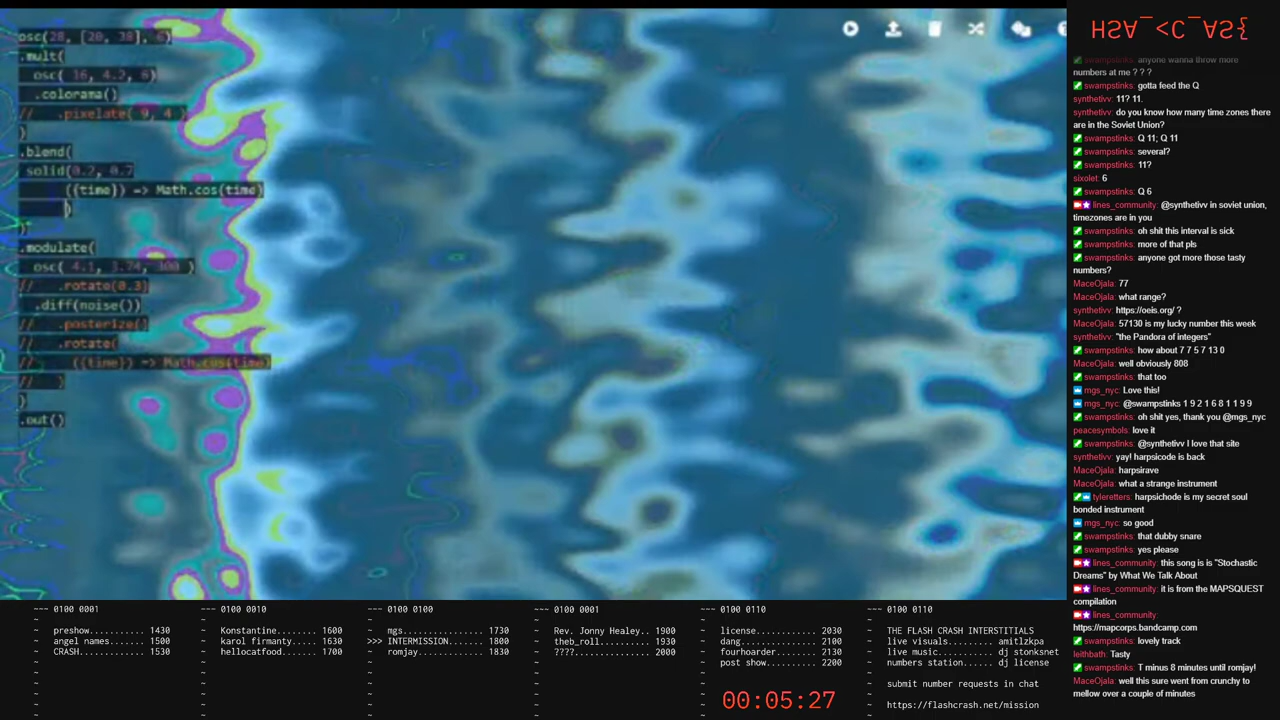 osc(28, [20, 38], 6)
.mult(
osc( 16, 4.2, 6)
.colorama()
// .pixelate( 9, 4 )
)
.blend(
solid(0.2, 0.7
((time}) => Math.cos(time)
)
)
.modulate(
osc( 4.1, 3.74, 300 )
// .rotate(0.3)
.diff(noise())
// .posterize()
// .rotate(
// ({time}) => Math.cos(time)
// )
)
.out()
anyone wanna throw more
numbers at me ? ? ?
swampstinks: gotta feed the Q
synthetivv: 11? 11.
synthetivv: do you know how many time zones there
are in the Soviet Union?
swampstinks: Q 11; Q 11
swampstinks: several?
swampstinks: 11?
sixolet: 6
swampstinks: Q 6
lines_community: @synthetivv in soviet union,
timezones are in you
swampstinks: oh shit this interval is sick
swampstinks: more of that pls
swampstinks: anyone got more those tasty
numbers?
MaceOjala: 77
MaceOjala: what range?
synthetivv: https://oeis.org/ ?
MaceOjala: 57130 is my lucky number this week
synthetivv: "the Pandora of integers"
swampstinks: how about 7 7 5 7 13 0
MaceOjala: well obviously 808
swampstinks: that too
mgs_nyc: Love this!
mgs_nyc: @swampstinks 1 9 2 1 6 8 1 1 9 9
swampstinks: oh shit yes, thank you @mgs_nyc
peacesymbols: love it
swampstinks: @synthetivv I love that site
synthetivv: yay! harpsicode is back
MaceOjala: harpsirave
MaceOjala: what a strange instrument
tyleretters: harpsichode is my secret soul
bonded instrument
mgs_nyc: so good
swampstinks: that dubby snare
swampstinks: yes please
lines_community: this song is is "Stochastic
Dreams" by What We Talk About
lines_community: it is from the MAPSQUEST
compilation
lines_community:
https://mapcorps.bandcamp.com
swampstinks: lovely track
leithbath: Tasty
swampstinks: T minus 8 minutes until romjay!
MaceOjala: well this sure went from crunchy to
mellow over a couple of minutes
~~~ 0100 0001
~ preshow.......... 1430
~ angel names...... 1500
~ CRASH............ 1530
~~~ 0100 0010
~ Konstantine....... 1600
~ karol firmanty.... 1630
~ hellocatfood...... 1700
~~~ 0100 0100
~ mgs.............. 1730
>>> INTERMISSION..... 1800
~ romjay........... 1830
~~~ 0100 0001
~ Rev. Jonny Healey.. 1900
~ theb_roll.......... 1930
~ ????............... 2000
~~~ 0100 0110
~ license.......... 2030
~ dang............. 2100
~ fourhoarder...... 2130
~ post show........ 2200
00:05:27
~~~ 0100 0110
~ THE FLASH CRASH INTERSTITIALS
~ live visuals..... amitlzkpa
~ live music....... dj stonksnet
~ numbers station.. dj license
~ submit number requests in chat
~ https://flashcrash.net/mission